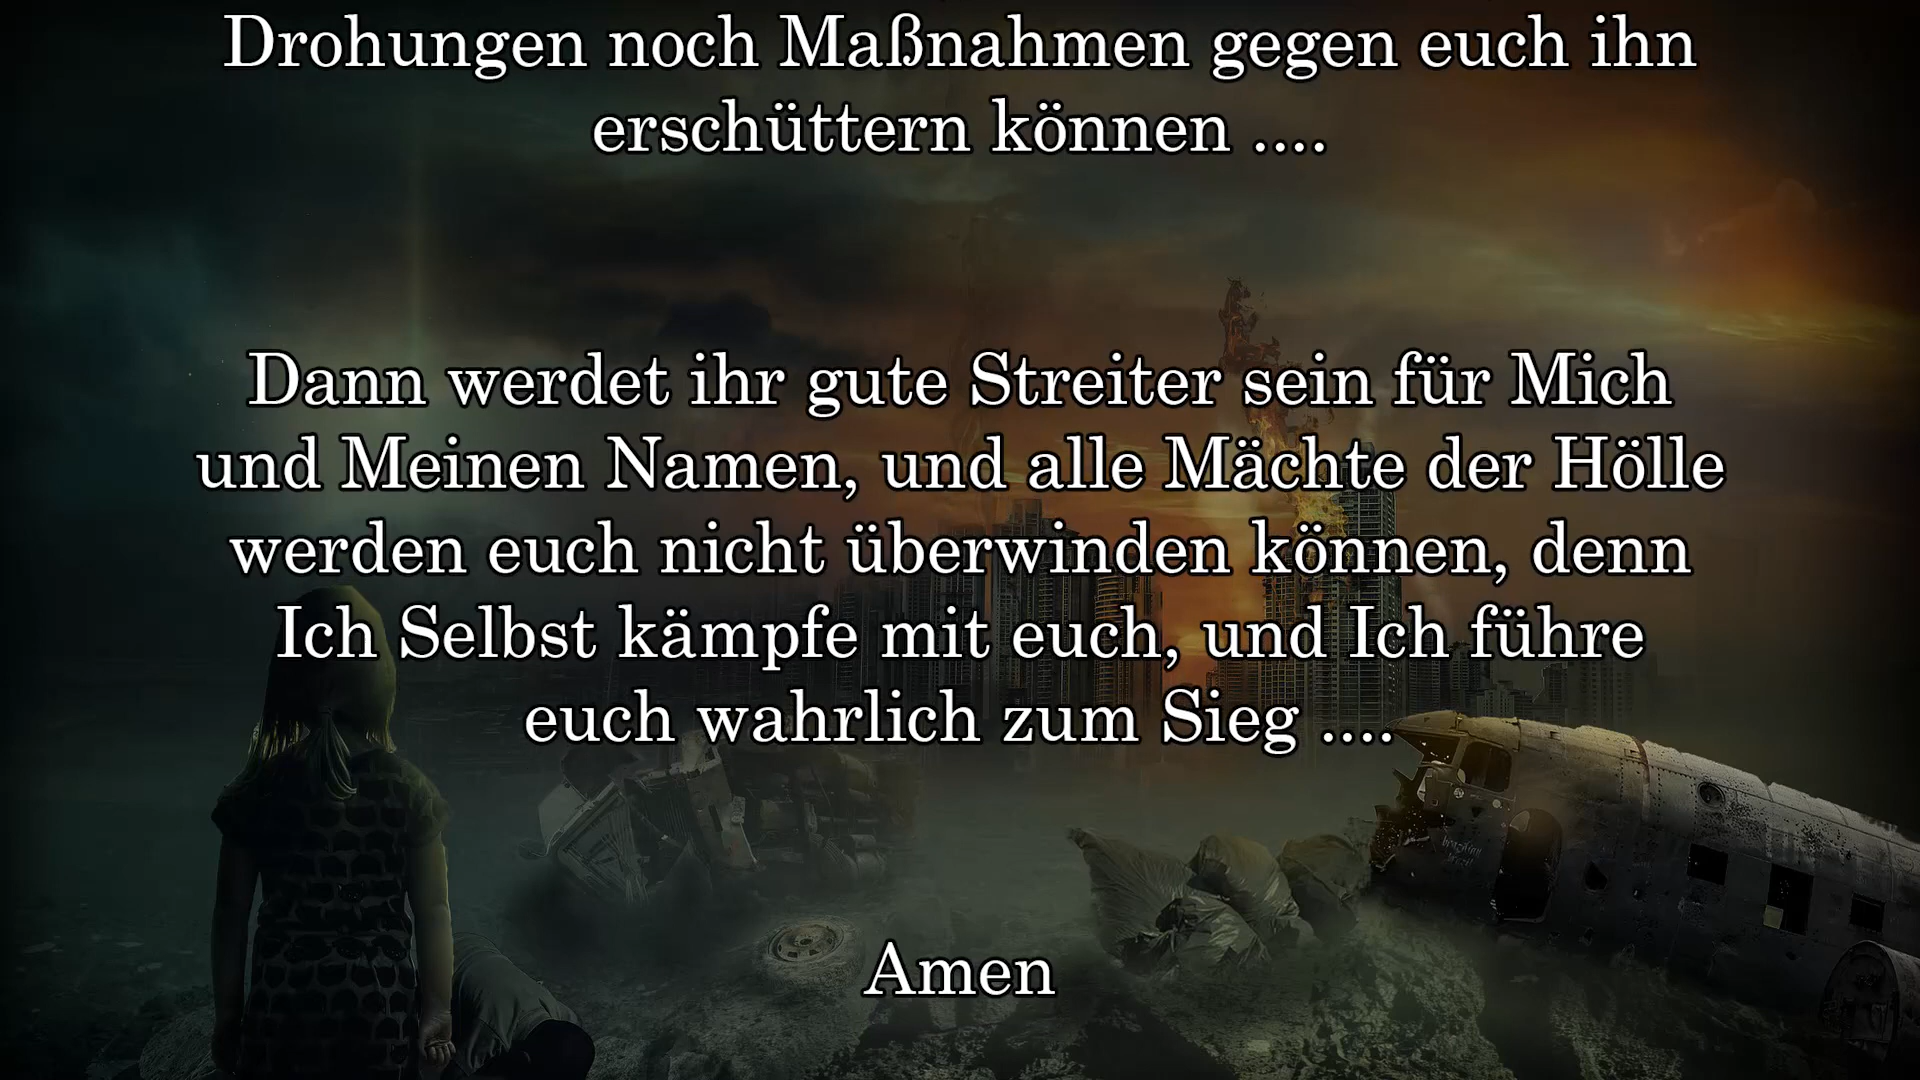 Drohungen noch Maßnahmen gegen euch ihn
erschüttern können ....
Dann werdet ihr gute Streiter sein für Mich
und Meinen Namen, und alle Mächte der Hölle
werden euch nicht überwinden können, denn
Ich Selbst kämpfe mit euch, und Ich führe
euch wahrlich zum Sieg ....
Amen